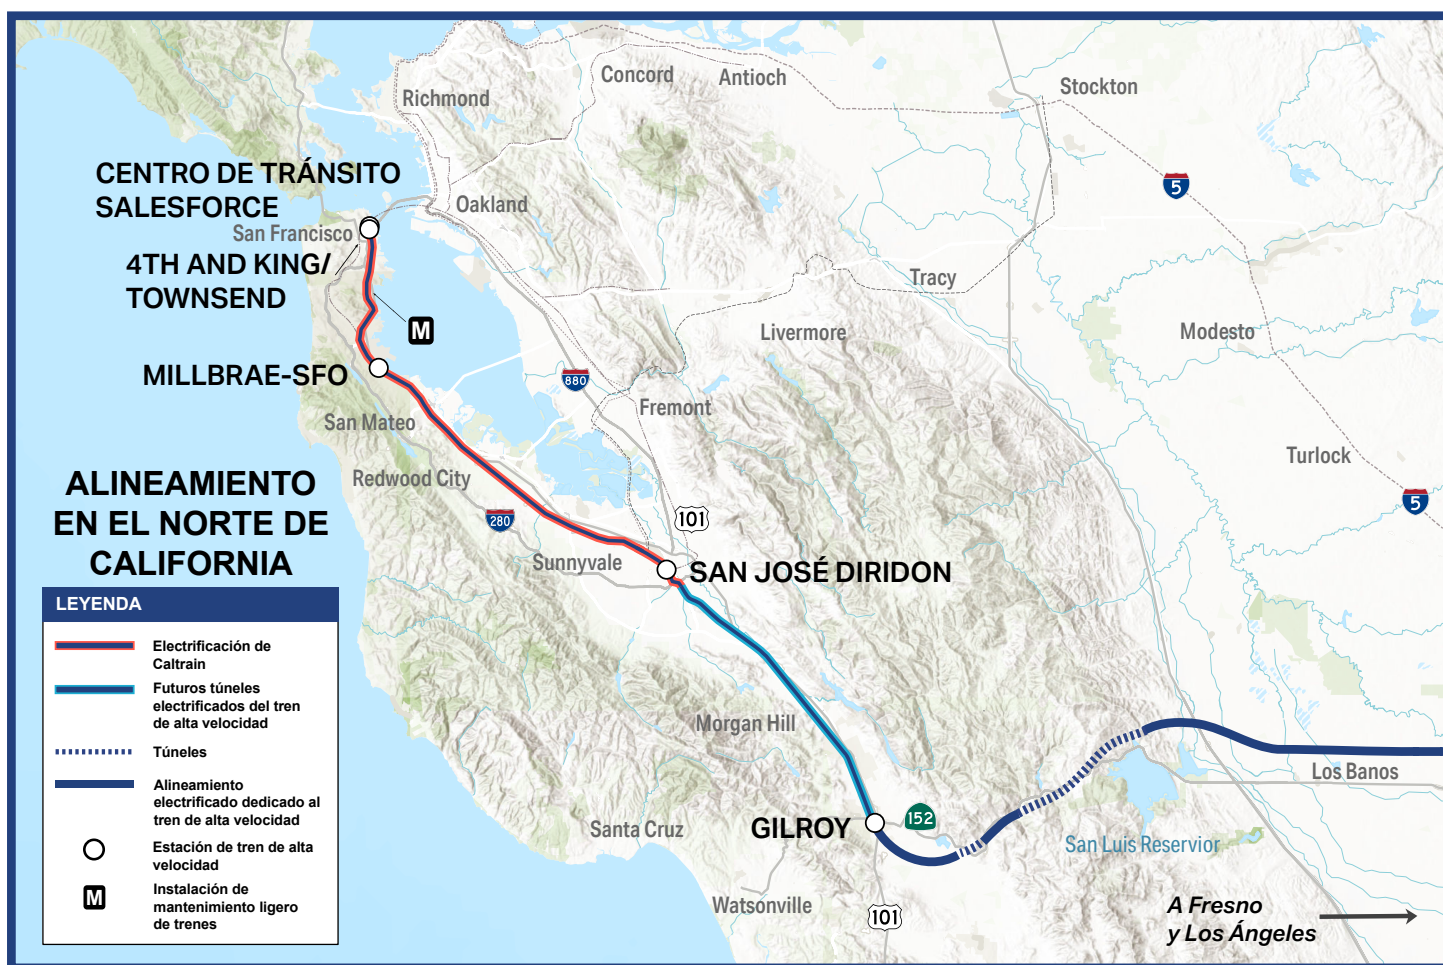 Richmond
Concord
Antioch
Stockton
CENTRO DE TRÁNSITO
SALESFORCE
Oakland
San Francisco
5
4TH AND KING/
TOWNSEND
Tracy
M
Livermore
Modesto
MILLBRAE-SFO
880
Fremont
San Mateo
Redwood City
Turlock
5
ALINEAMIENTO
EN EL NORTE DE
CALIFORNIA
280
101
Sunnyvale
SAN JOSÉ DIRIDON
LEYENDA
Electrificación de
Caltrain
Futuros túneles
electrificados del tren
de alta velocidad
Túneles
Alineamiento
electrificado dedicado al
tren de alta velocidad
Estación de tren de alta
velocidad
M
Instalación de
mantenimiento ligero
de trenes
Morgan Hill
Los Banos
Santa Cruz
GILROY
152
San Luis Reservior
Watsonville
101
A Fresno
y Los Ángeles